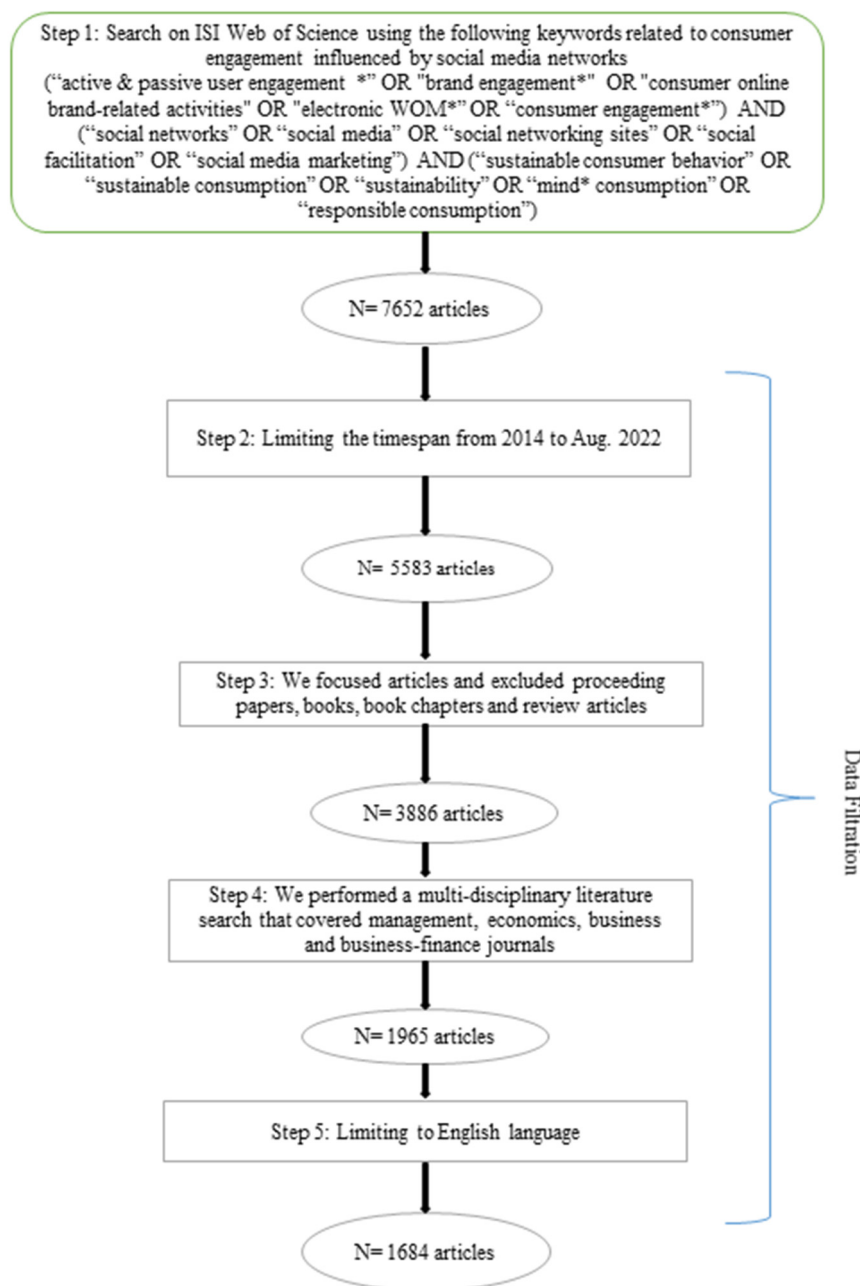 Step 1: Search on ISI Web of Science using the following keywords related to consumer
engagement influenced by social media networks
(“active & passive user engagement *” OR "brand engagement*" OR "consumer online
brand-related activities" OR "electronic WOM*” OR “consumer engagement*”) AND
(“social networks” OR “social media” OR “social networking sites” OR “social
facilitation” OR “social media marketing”) AND (“sustainable consumer behavior” OR
“sustainable consumption” OR “sustainability” OR “mind* consumption” OR
“responsible consumption”)
N= 7652 articles
Step 2: Limiting the timespan from 2014 to Aug. 2022
N= 5583 articles
Step 3: We focused articles and excluded proceeding
papers, books, book chapters and review articles
N= 3886 articles
Step 4: We performed a multi-disciplinary literature
search that covered management, economics, business
and business-finance journals
N= 1965 articles
Step 5: Limiting to English language
N= 1684 articles
Data Filtration